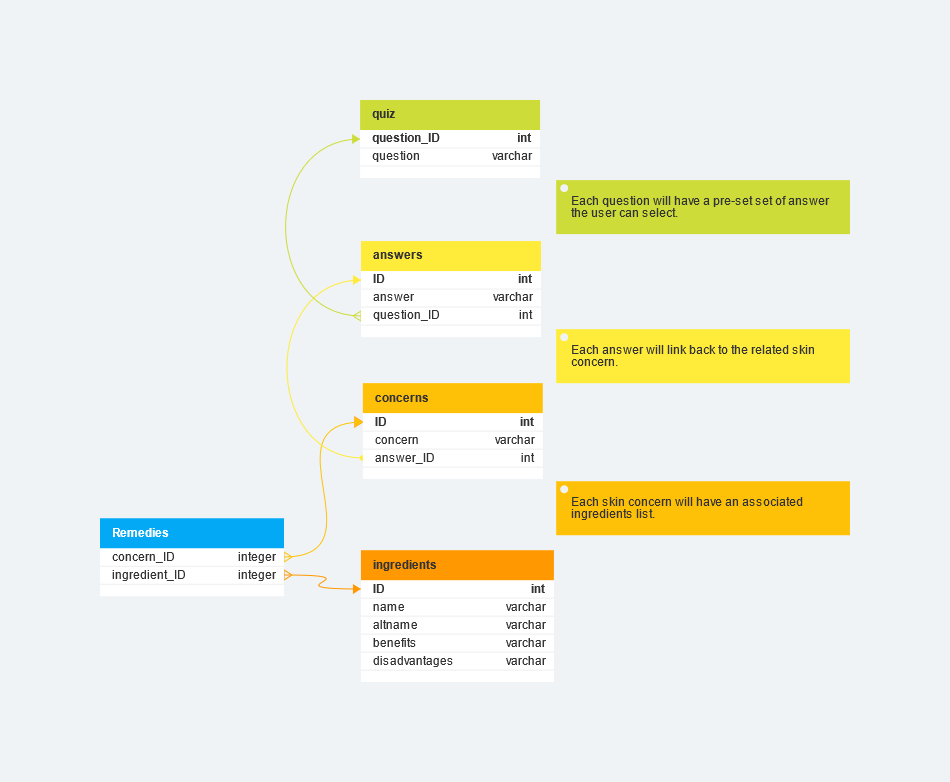 quiz
question_ID int
question varchar
Each question will have a pre-set set of answer
the user can select.
answers
ID int
answer varchar
question_ID int
Each answer will link back to the related skin
concern.
concerns
ID int
concern varchar
answer_ID int
Each skin concern will have an associated
ingredients list.
Remedies
concern_ID integer
ingredient_ID integer
ingredients
ID int
name varchar
altname varchar
benefits varchar
disadvantages varchar